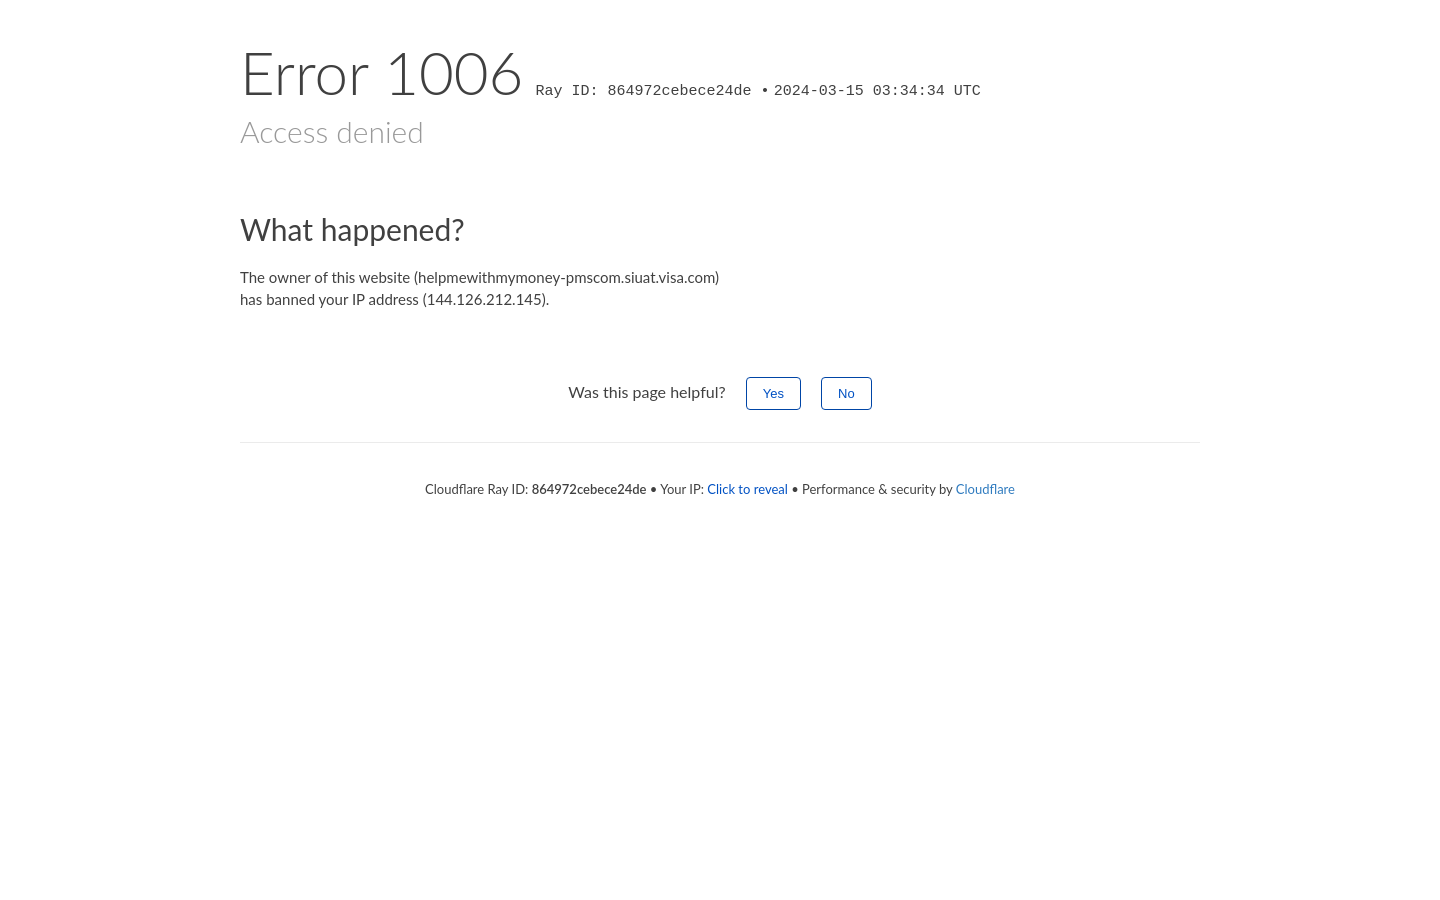 Error 1006 Ray ID: 864972cebece24de • 2024-03-15 03:34:34 UTC
Access denied
What happened?
The owner of this website (helpmewithmymoney-pmscom.siuat.visa.com)
has banned your IP address (144.126.212.145).
Was this page helpful? Yes No
Cloudflare Ray ID: 864972cebece24de • Your IP: Click to reveal • Performance & security by Cloudflare